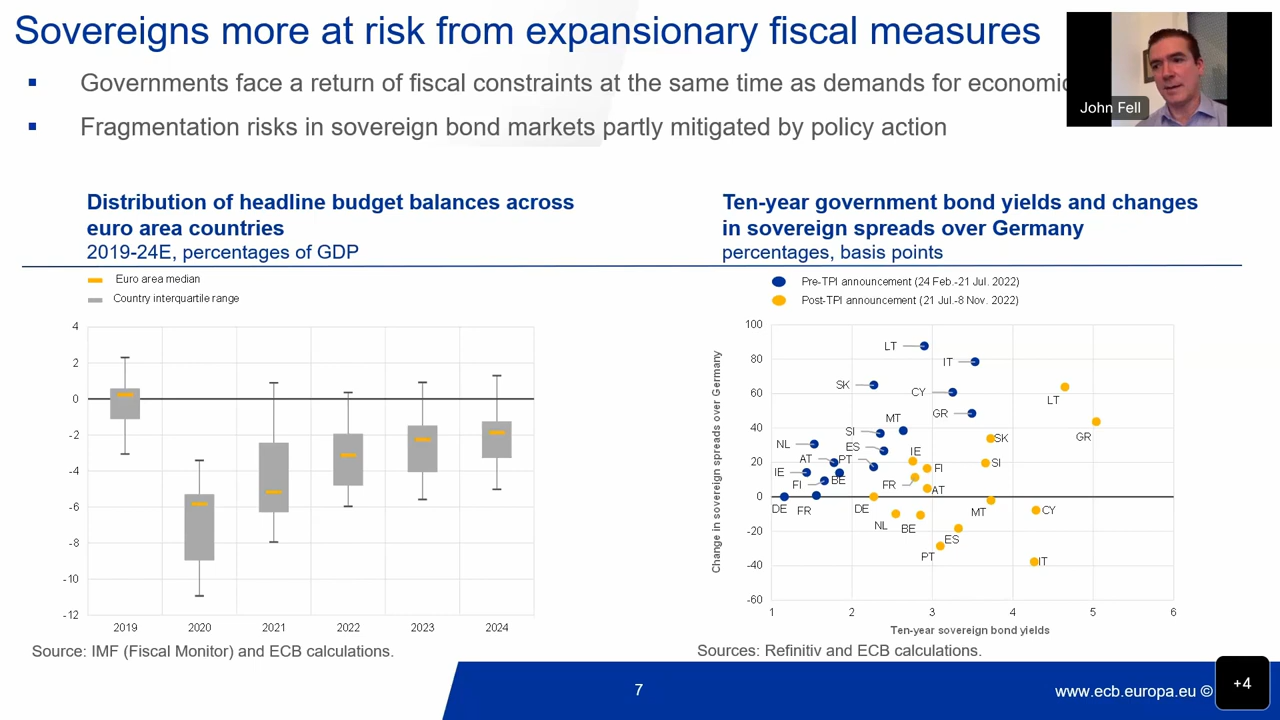 Sovereigns more at risk from expansionary fiscal measures
Governments face a return of fiscal constraints at the same time as demands for economic
Fragmentation risks in sovereign bond markets partly mitigated by policy action
John Fell
Distribution of headline budget balances across
euro area countries
2019-24E, percentages of GDP
Euro area median
Country interquartile range
4
2
0
-2
-4
-6
-8
-10
-12
2019 2020 2021 2022 2023 2024
Source: IMF (Fiscal Monitor) and ECB calculations.
Ten-year government bond yields and changes
in sovereign spreads over Germany
percentages, basis points
Pre-TPI announcement (24 Feb.-21 Jul. 2022)
Post-TPI announcement (21 Jul.-8 Nov. 2022)
Change in sovereign spreads over Germany
100
80
60
40
20
0
-20
-40
-60
LT
IT
SK
CY
LT
GR
MT
GR
SI
SK
NL
ES
IE
AT
PT
SI
IE
FI
FI
BE
FR
AT
DE
FR
DE
MT
CY
NL
BE
ES
PT
IT
1 2 3 4 5 6
Ten-year sovereign bond yields
Sources: Refinitiv and ECB calculations.
7
www.ecb.europa.eu ©
+4